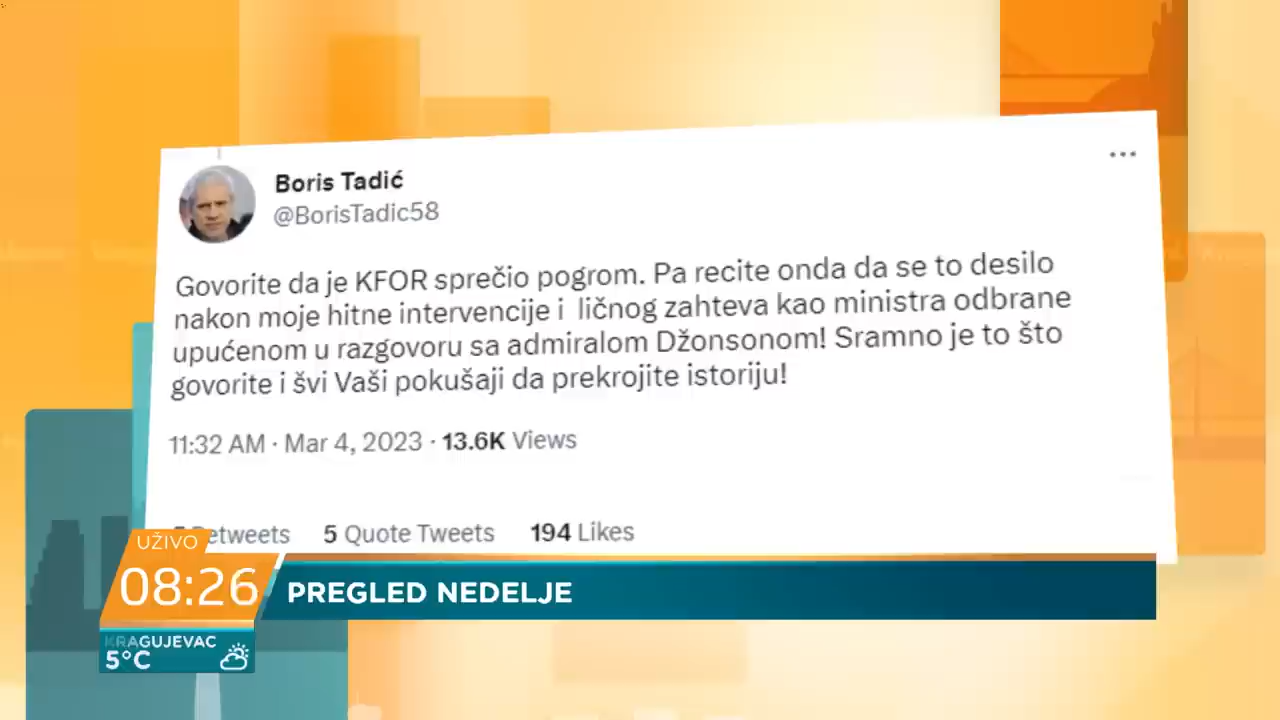 Boris Tadić
@BorisTadic58
Govorite da je KFOR sprečio pogrom. Pa recite onda da se to desilo
nakon moje hitne intervencije i ličnog zahteva kao ministra odbrane
upućenom u razgovoru sa admiralom Džonsonom! Sramno je to što
govorite i švi Vaši pokušaji da prekrojite istoriju!
11:32 AM · Mar 4, 2023 · 13.6K Views
5 Quote Tweets 194 Likes
UŽIVO
08:26
PREGLED NEDELJE
KRAGUJEVAC
5°C